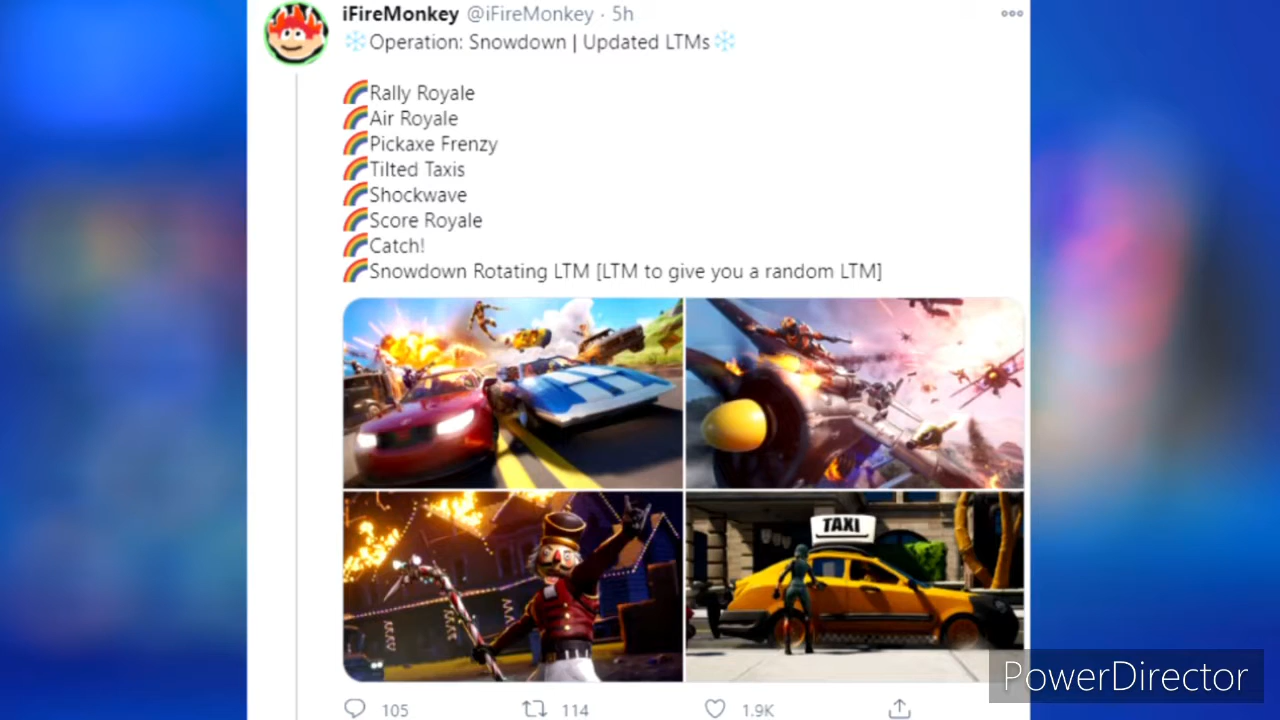 iFireMonkey @iFireMonkey · 5h
❄️Operation: Snowdown | Updated LTMs❄️
🌈Rally Royale
🌈Air Royale
🌈Pickaxe Frenzy
🌈Tilted Taxis
🌈Shockwave
🌈Score Royale
🌈Catch!
🌈Snowdown Rotating LTM [LTM to give you a random LTM]
TAXI
105 114 1.9K
PowerDirector